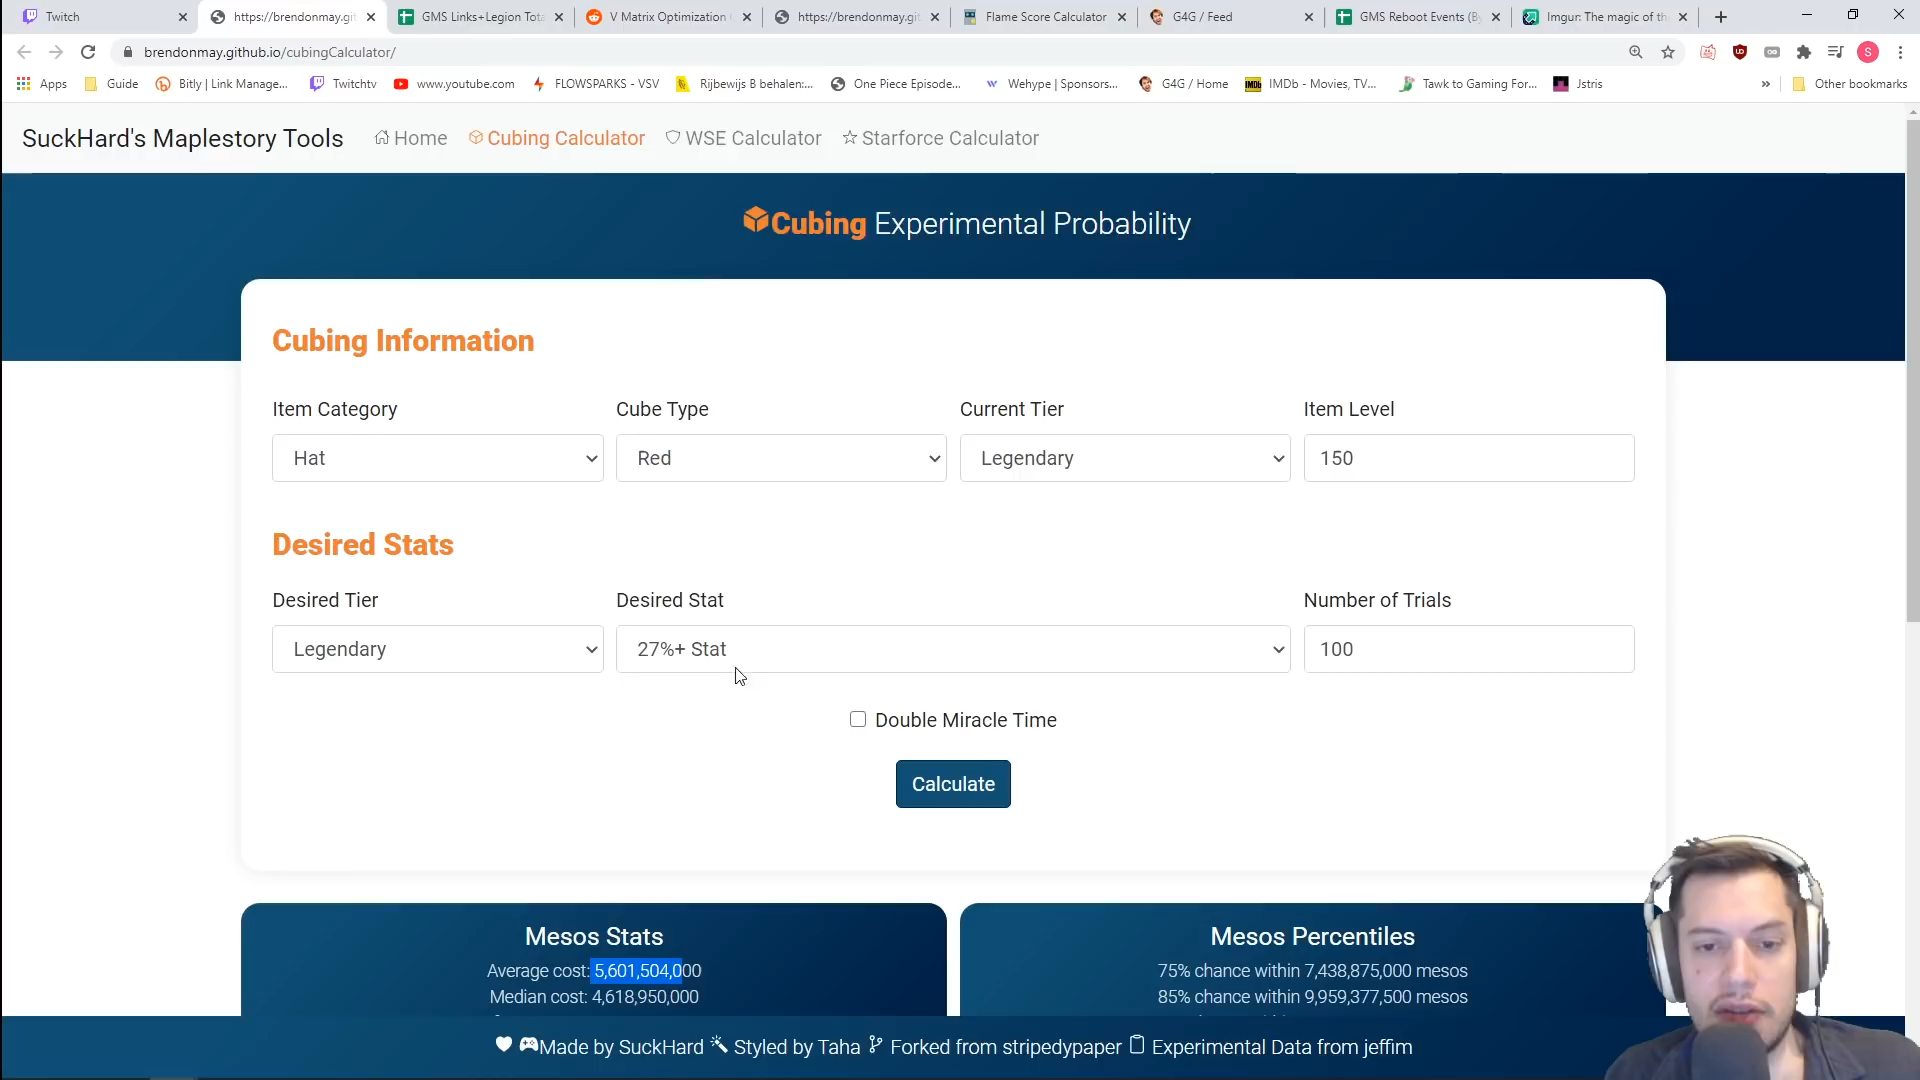 Twitch
https://brendonmay.gi
GMS Links+Legion Tota
V Matrix Optimization
https://brendonmay.gi
Flame Score Calculator
G4G / Feed
GMS Reboot Events (By
Imgur: The magic of th
brendonmay.github.io/cubingCalculator/
S
Apps
Guide
Bitly | Link Manage...
Twitchtv
www.youtube.com
FLOWSPARKS - VSV
Rijbewijs B behalen:...
One Piece Episode...
Wehype | Sponsors...
G4G / Home
IMDb - Movies, TV...
Tawk to Gaming For...
Jstris
»
Other bookmarks
SuckHard's Maplestory Tools
Home
Cubing Calculator
WSE Calculator
Starforce Calculator
Cubing Experimental Probability
Cubing Information
Item Category
Cube Type
Current Tier
Item Level
Hat
Red
Legendary
150
Desired Stats
Desired Tier
Desired Stat
Number of Trials
Legendary
27%+ Stat
100
Double Miracle Time
Calculate
Mesos Stats
Average cost: 5,601,504,000
Median cost: 4,618,950,000
Mesos Percentiles
75% chance within 7,438,875,000 mesos
85% chance within 9,959,377,500 mesos
Made by SuckHard Styled by Taha Forked from stripedypaper Experimental Data from jeffim